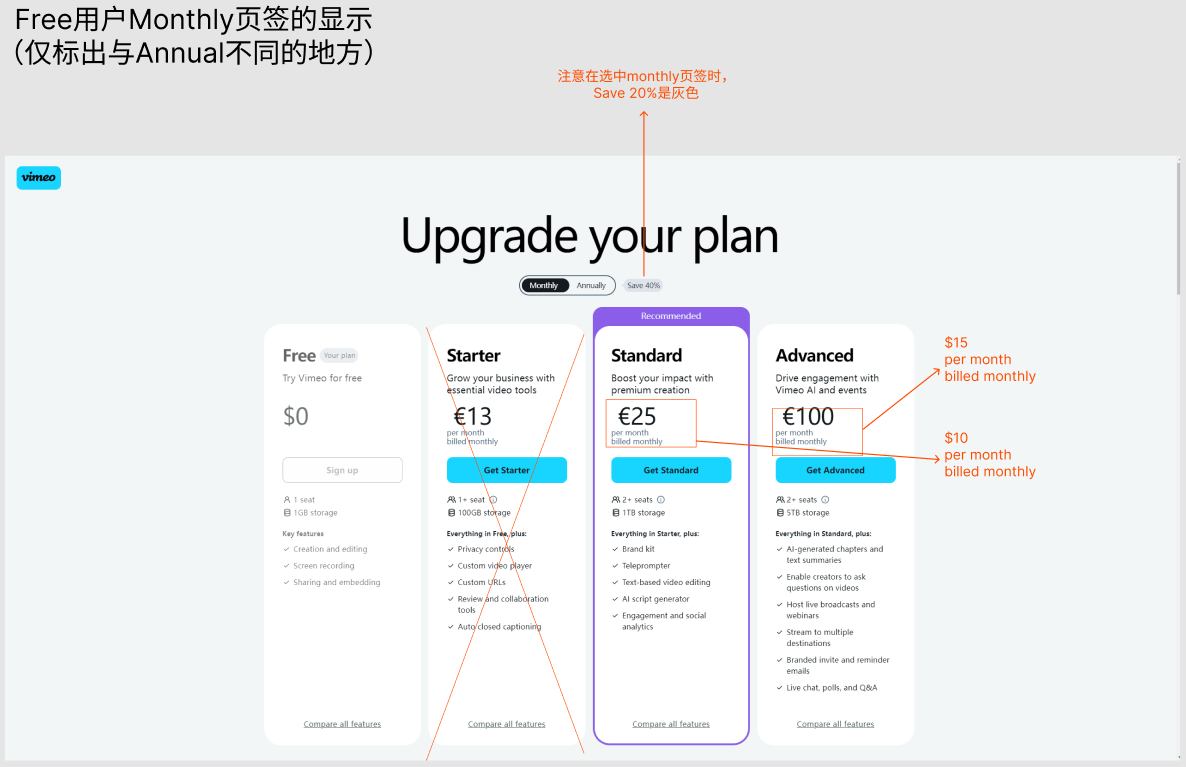 Free用户Monthly页签的显示
（仅标出与Annual不同的地方）
注意在选中monthly页签时，
Save 20%是灰色
vimeo
Upgrade your plan
Monthly
Annually
Save 40%
Free
Your plan
Try Vimeo for free
$0
Sign up
1 seat
1GB storage
Key features
Creation and editing
Screen recording
Sharing and embedding
Compare all features
Starter
Grow your business with
essential video tools
€13
per month
billed monthly
Get Starter
1+ seat
100GB storage
Everything in Free, plus:
Privacy controls
Custom video player
Custom URLs
Review and collaboration
tools
Auto closed captioning
Compare all features
Recommended
Standard
Boost your impact with
premium creation
€25
per month
billed monthly
Get Standard
2+ seats
1TB storage
Everything in Starter, plus:
Brand kit
Teleprompter
Text-based video editing
AI script generator
Engagement and social
analytics
Compare all features
Advanced
Drive engagement with
Vimeo AI and events
€100
per month
billed monthly
Get Advanced
2+ seats
5TB storage
Everything in Standard, plus:
AI-generated chapters and
text summaries
Enable creators to ask
questions on videos
Host live broadcasts and
webinars
Stream to multiple
destinations
Branded invite and reminder
emails
Live chat, polls, and Q&A
Compare all features
$15
per month
billed monthly
$10
per month
billed monthly